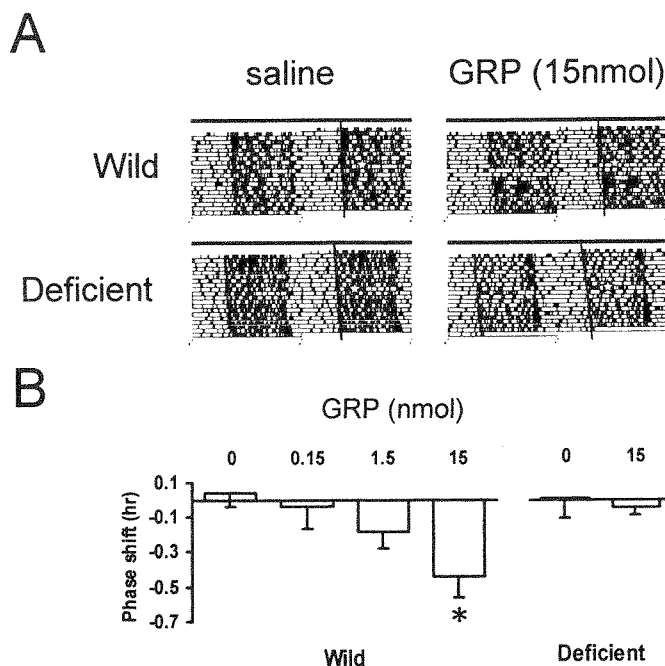 A
saline GRP (15nmol)
Wild
Deficient
B
GRP (nmol)
0 0.15 1.5 15 0 15
0.1
-0.1
-0.3
-0.5
-0.7
Phase shift (hr)
*
Wild Deficient